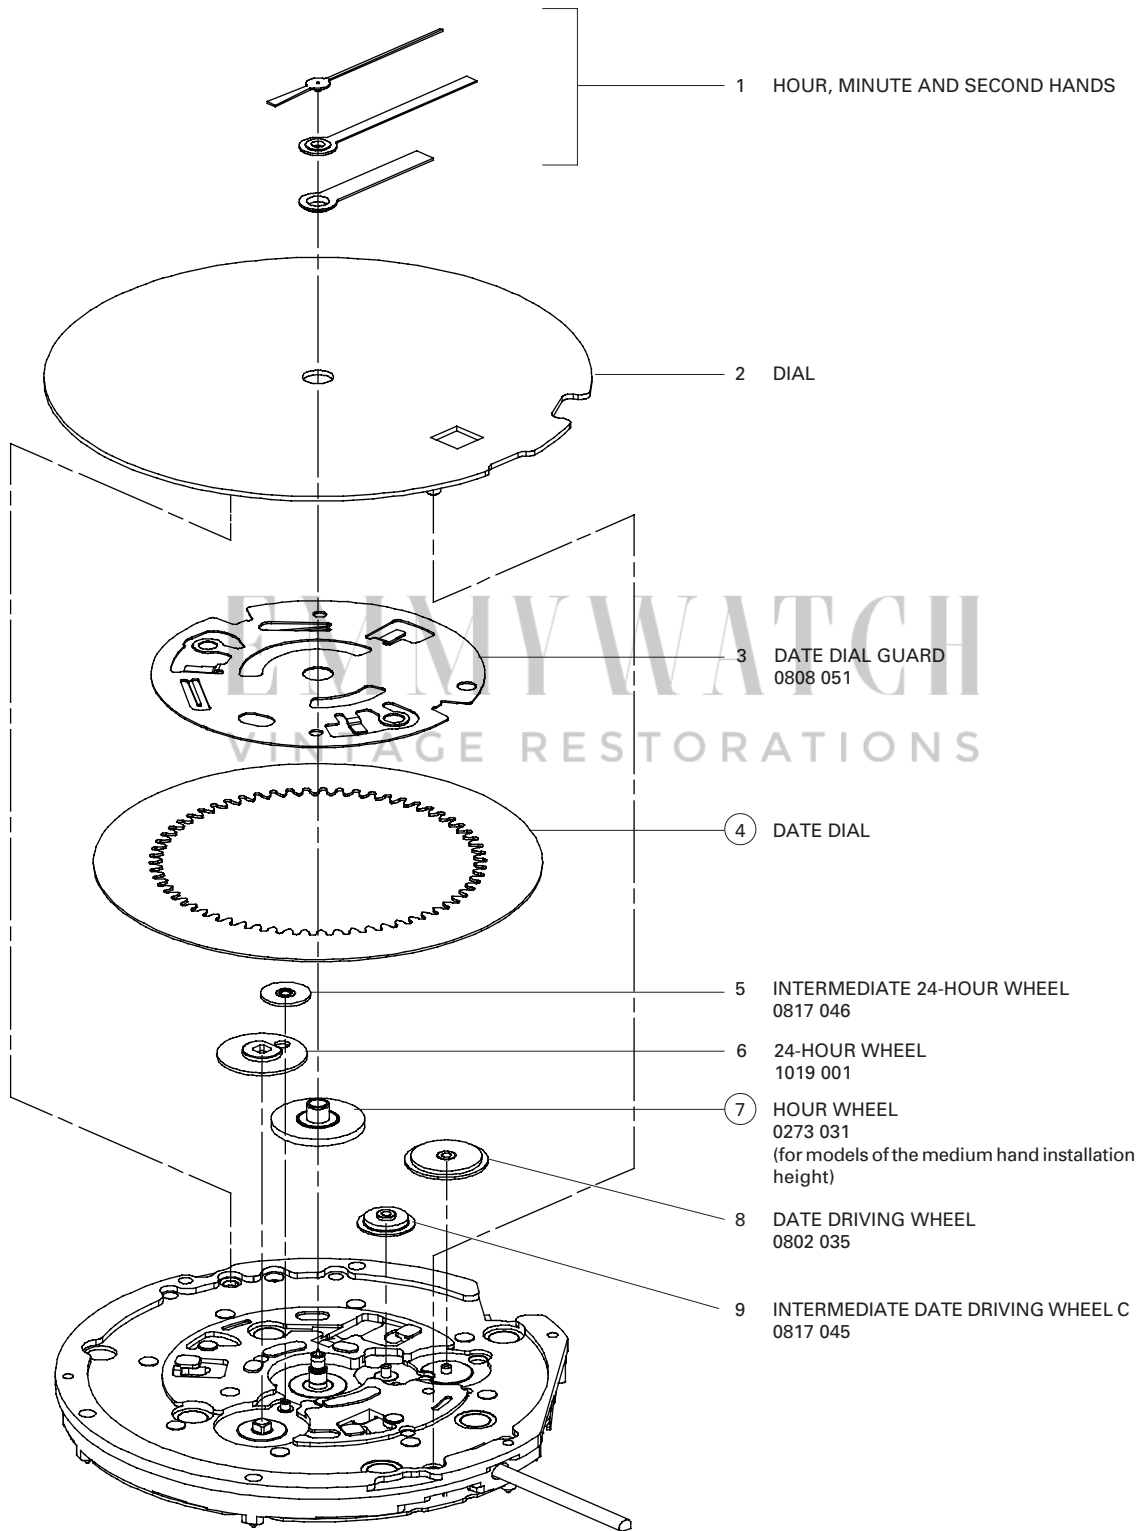 1 HOUR, MINUTE AND SECOND HANDS
2 DIAL
EMMYWATCH
VINTAGE RESTORATIONS
3 DATE DIAL GUARD
0808 051
4 DATE DIAL
5 INTERMEDIATE 24-HOUR WHEEL
0817 046
6 24-HOUR WHEEL
1019 001
7 HOUR WHEEL
0273 031
(for models of the medium hand installation
height)
8 DATE DRIVING WHEEL
0802 035
9 INTERMEDIATE DATE DRIVING WHEEL C
0817 045